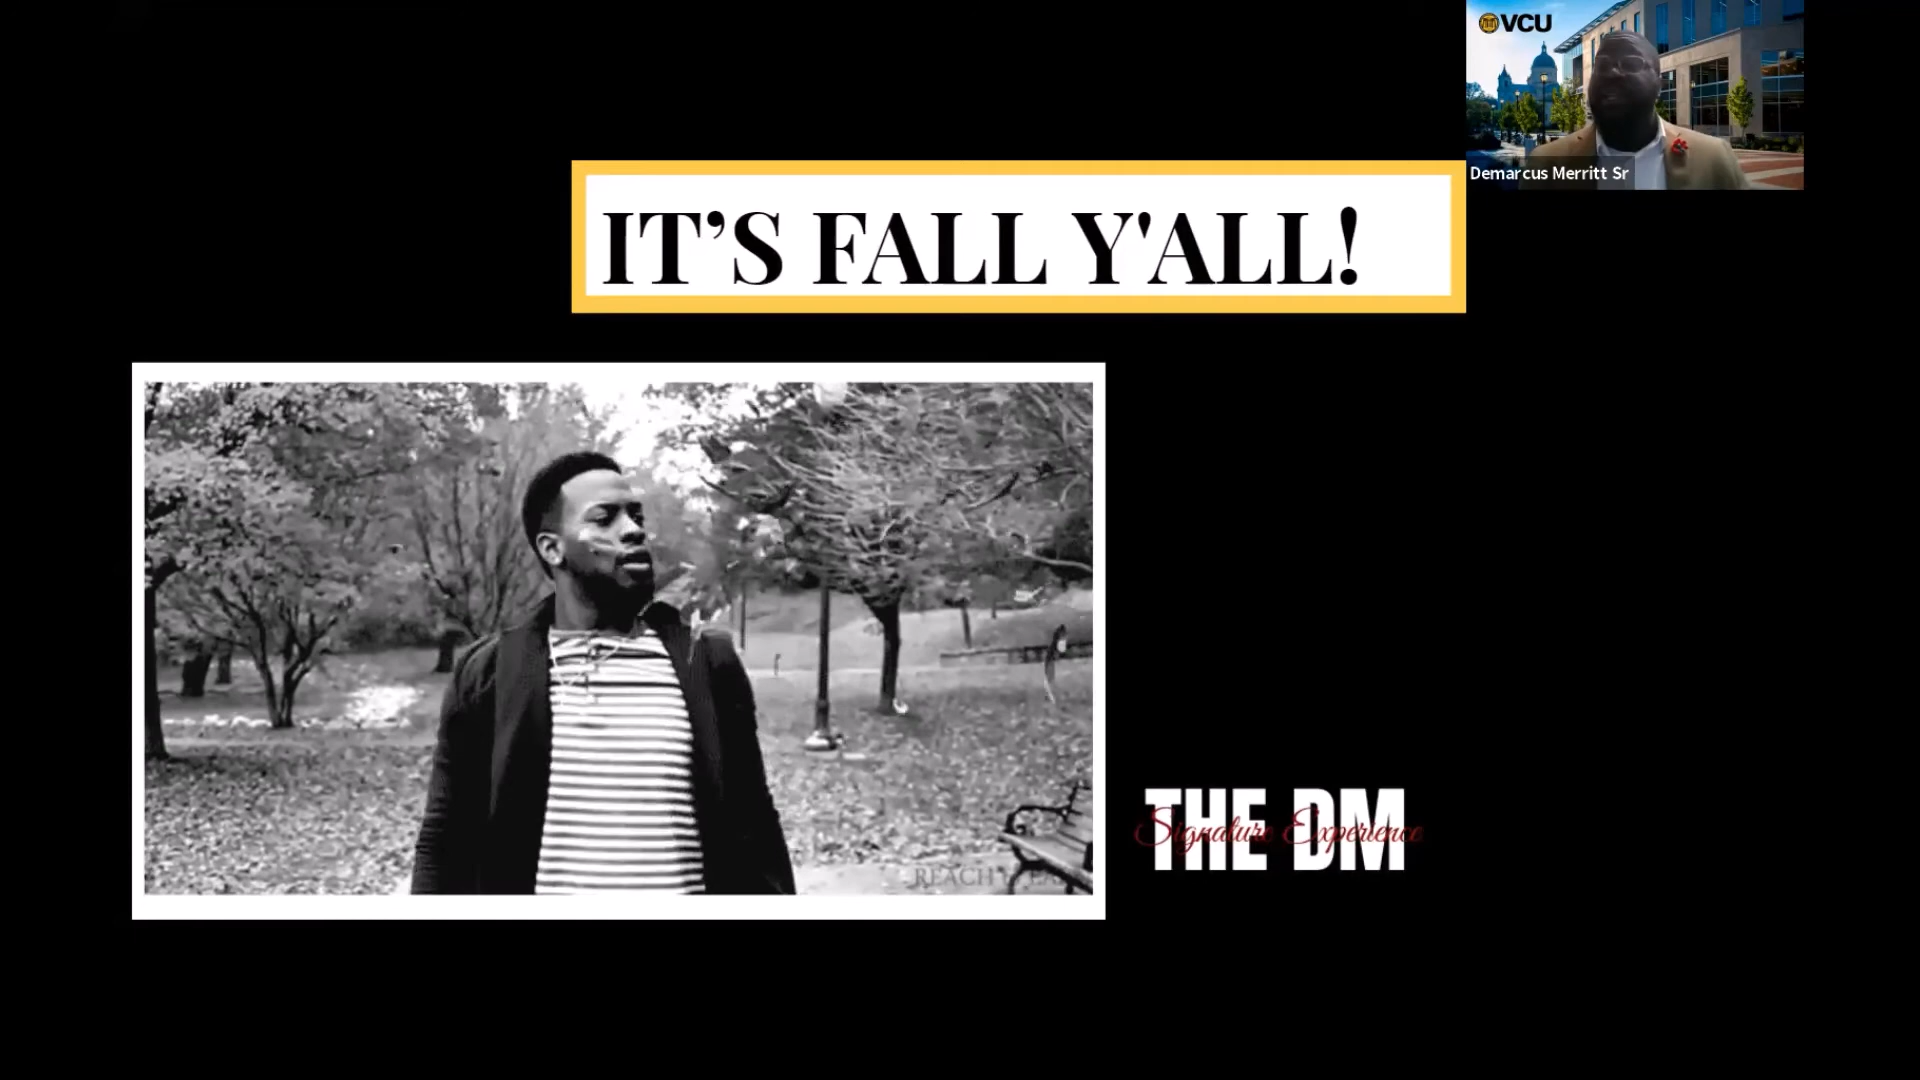 VCU
Demarcus Merritt Sr
IT’S FALL Y'ALL!
THE DM
Signature Experience
REACH